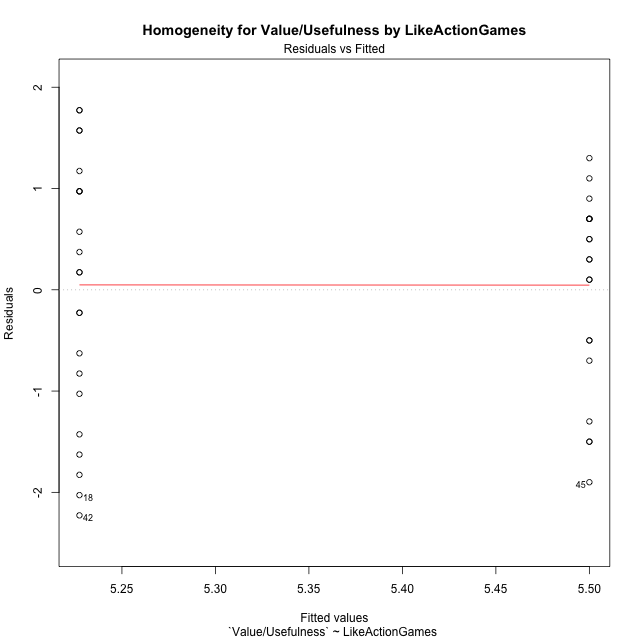 Homogeneity for Value/Usefulness by LikeActionGames
Residuals vs Fitted
2
1
0
-1
-2
Residuals
18
42
45
5.25 5.30 5.35 5.40 5.45 5.50
Fitted values
`Value/Usefulness` ~ LikeActionGames